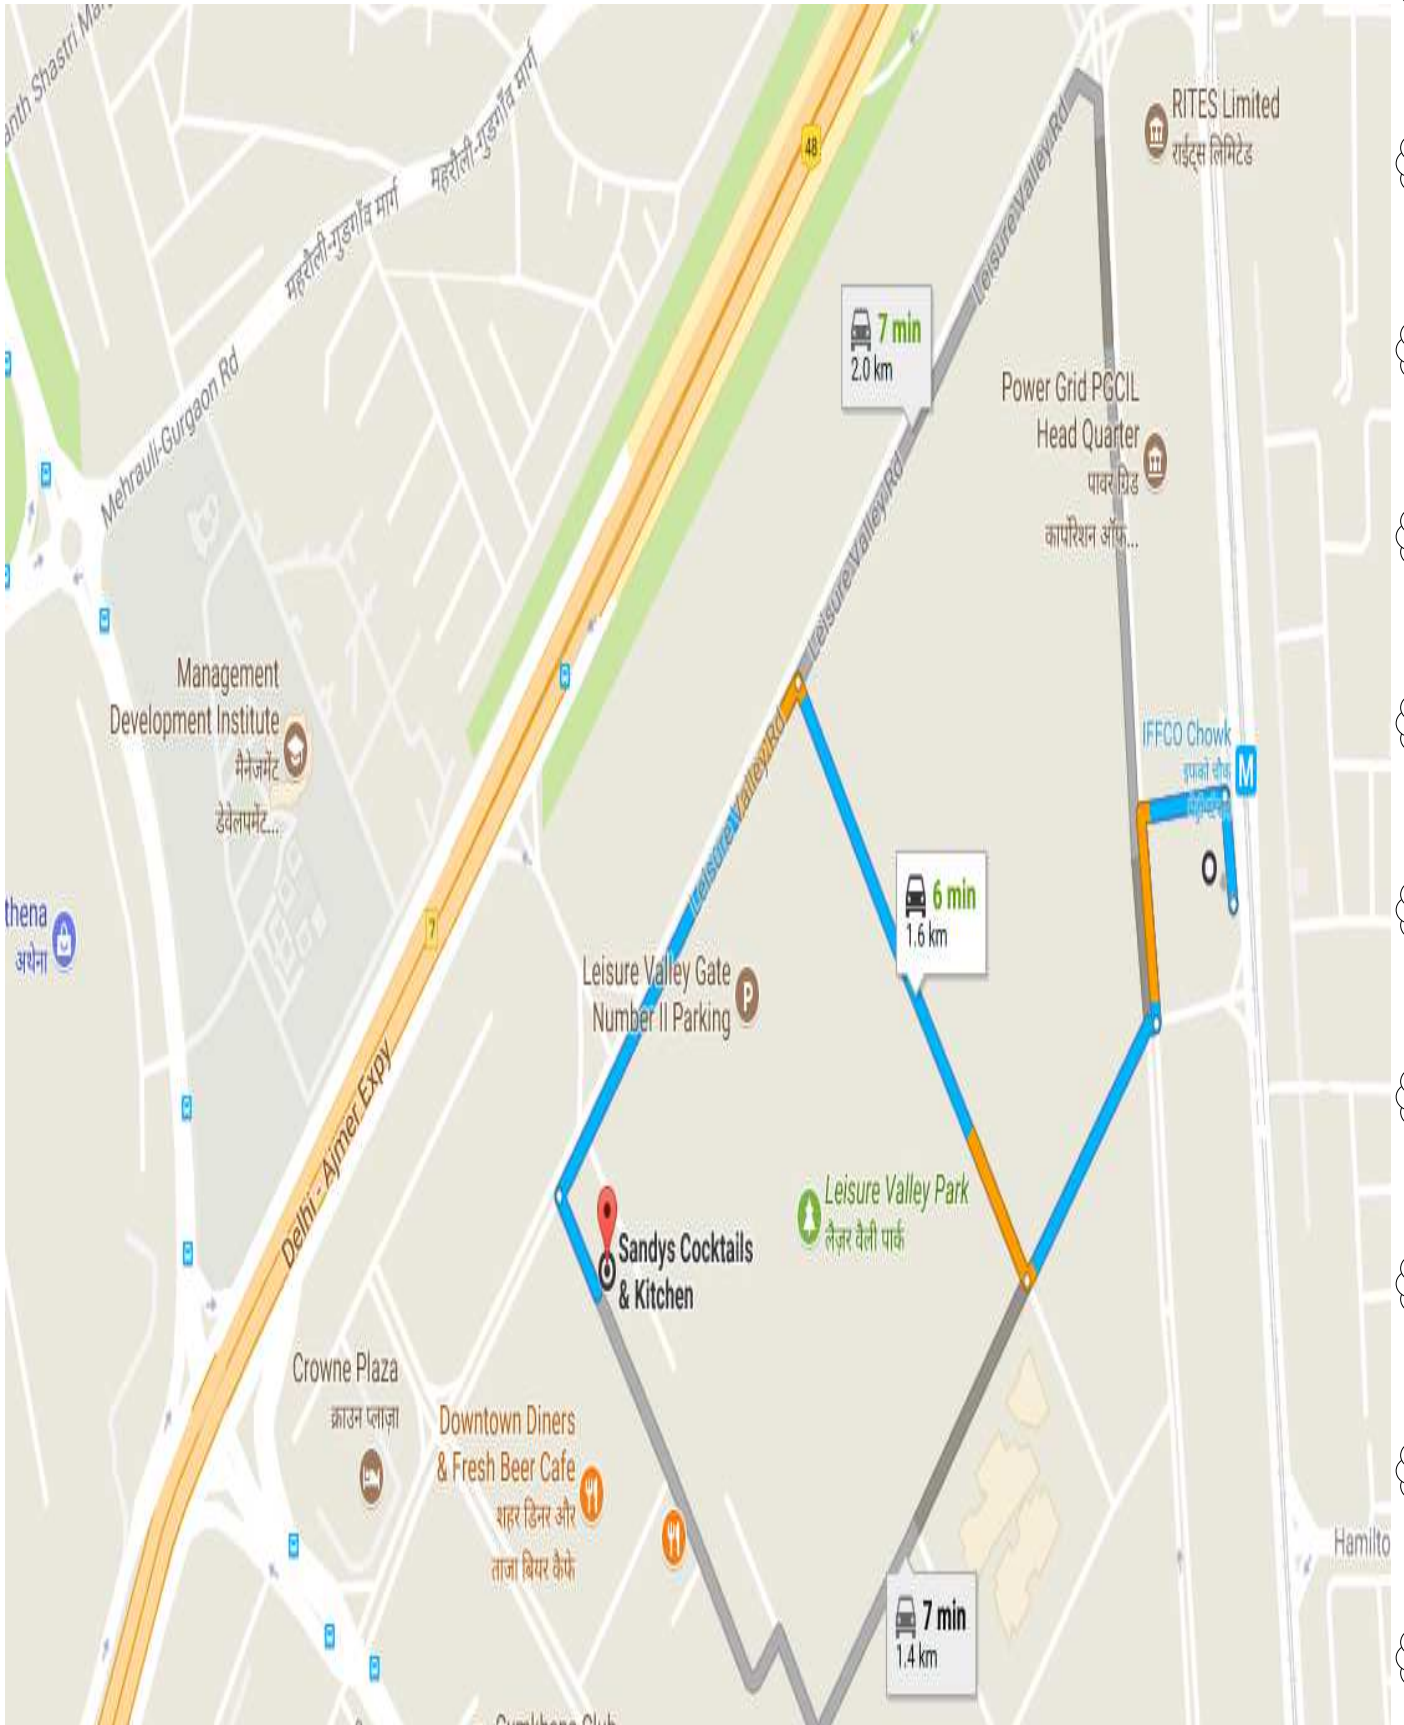 anth Shastri Mar
महरौली-गुड़गाँव मार्ग
महरौली-गुड़गाँव मार्ग
Mehrauli-Gurgaon Rd
48
RITES Limited
राईट्स लिमिटेड
Leisure Valley Rd
7 min
2.0 km
Power Grid PGCIL
Head Quarter
पावर ग्रिड
कार्पोरेशन ऑफ़...
Leisure Valley Rd
Management
Development Institute
मैनेजमेंट
डेवेलपमेंट...
IFFCO Chowk
इफको चौक
M
Leisure Valley Rd
6 min
1.6 km
thena
अथेना
7
Leisure Valley Gate
Number II Parking
P
Delhi - Ajmer Expy
Leisure Valley Park
लैज़र वैली पार्क
Sandys Cocktails
& Kitchen
Crowne Plaza
क्राउन प्लाज़ा
Downtown Diners
& Fresh Beer Cafe
शहर डिनर और
ताजा बियर कैफे
Hamilto
7 min
1.4 km